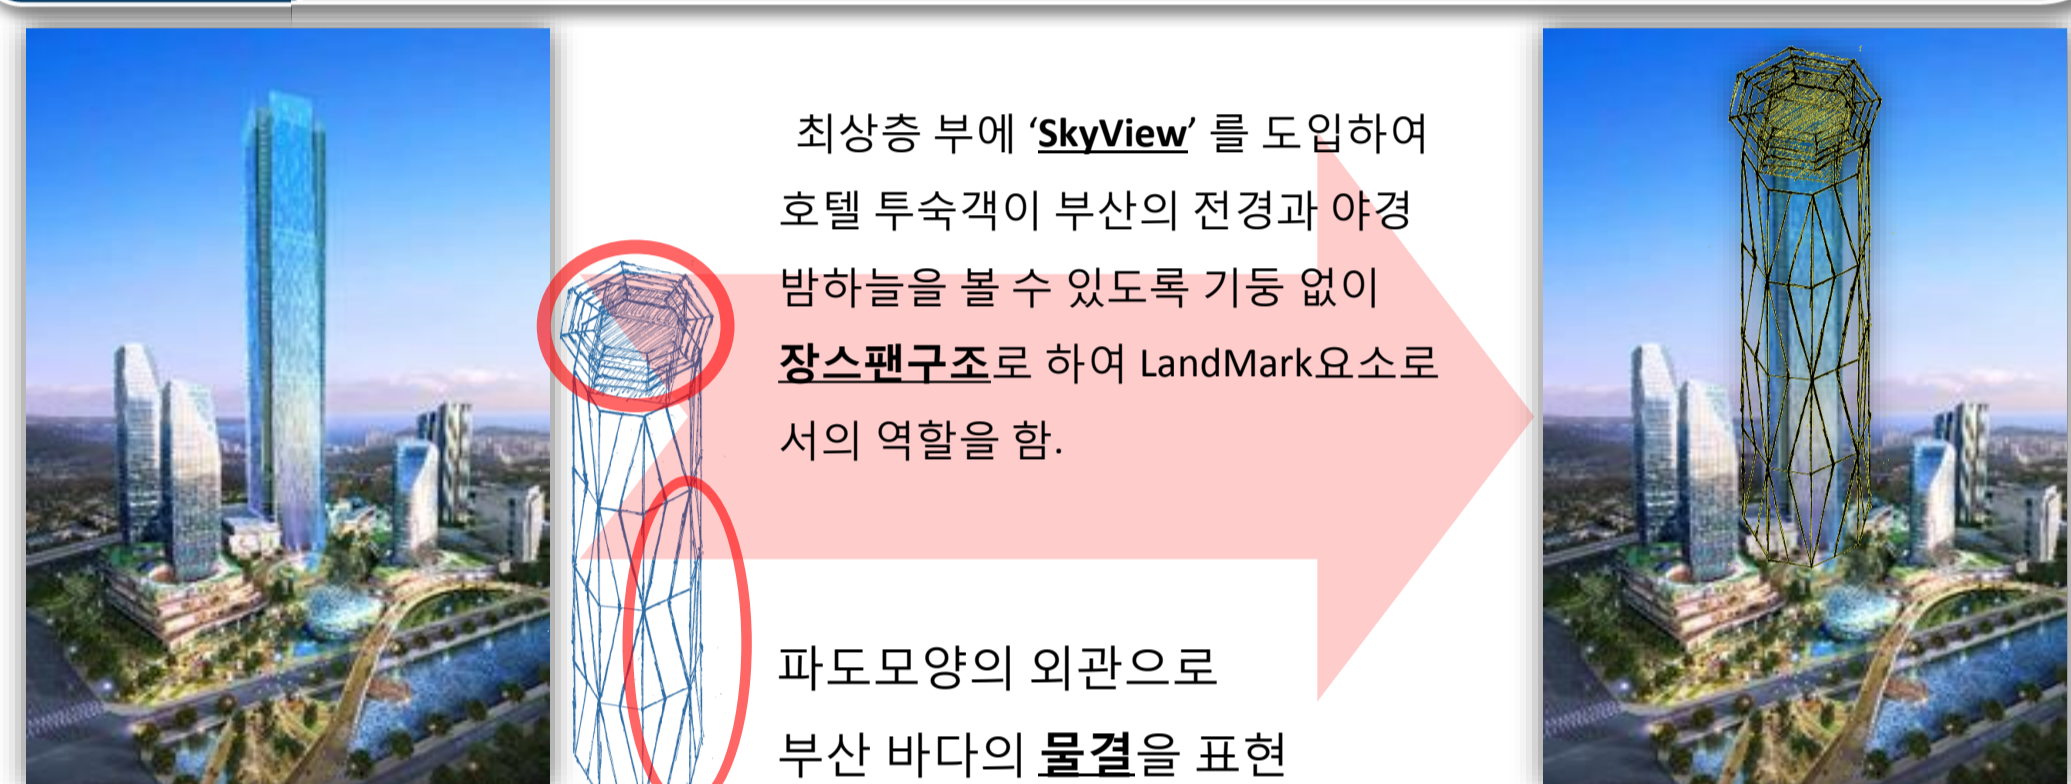 최상층 부에 ‘SkyView’ 를 도입하여
호텔 투숙객이 부산의 전경과 야경
밤하늘을 볼 수 있도록 기둥 없이
장스팬구조로 하여 LandMark요소로
서의 역할을 함.
파도모양의 외관으로
부산 바다의 물결을 표현